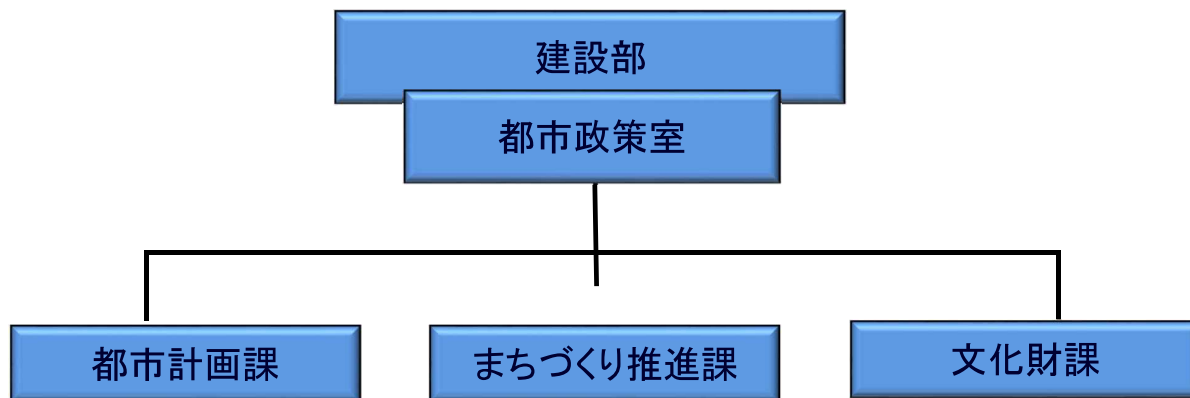 建設部
都市政策室
都市計画課
まちづくり推進課
文化財課